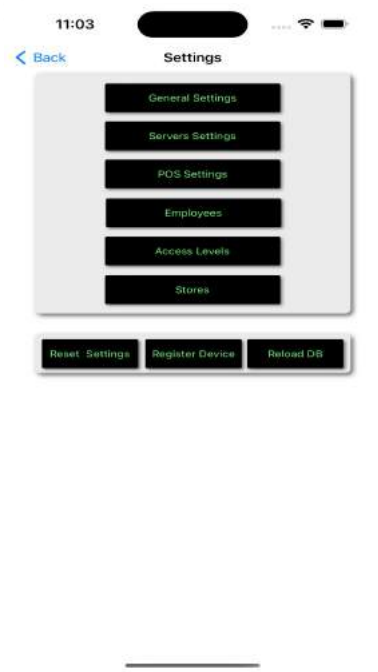 11:03
Back Settings
General Settings
Servers Settings
POS Settings
Employees
Access Levels
Stores
Reset Settings Register Device Reload DB